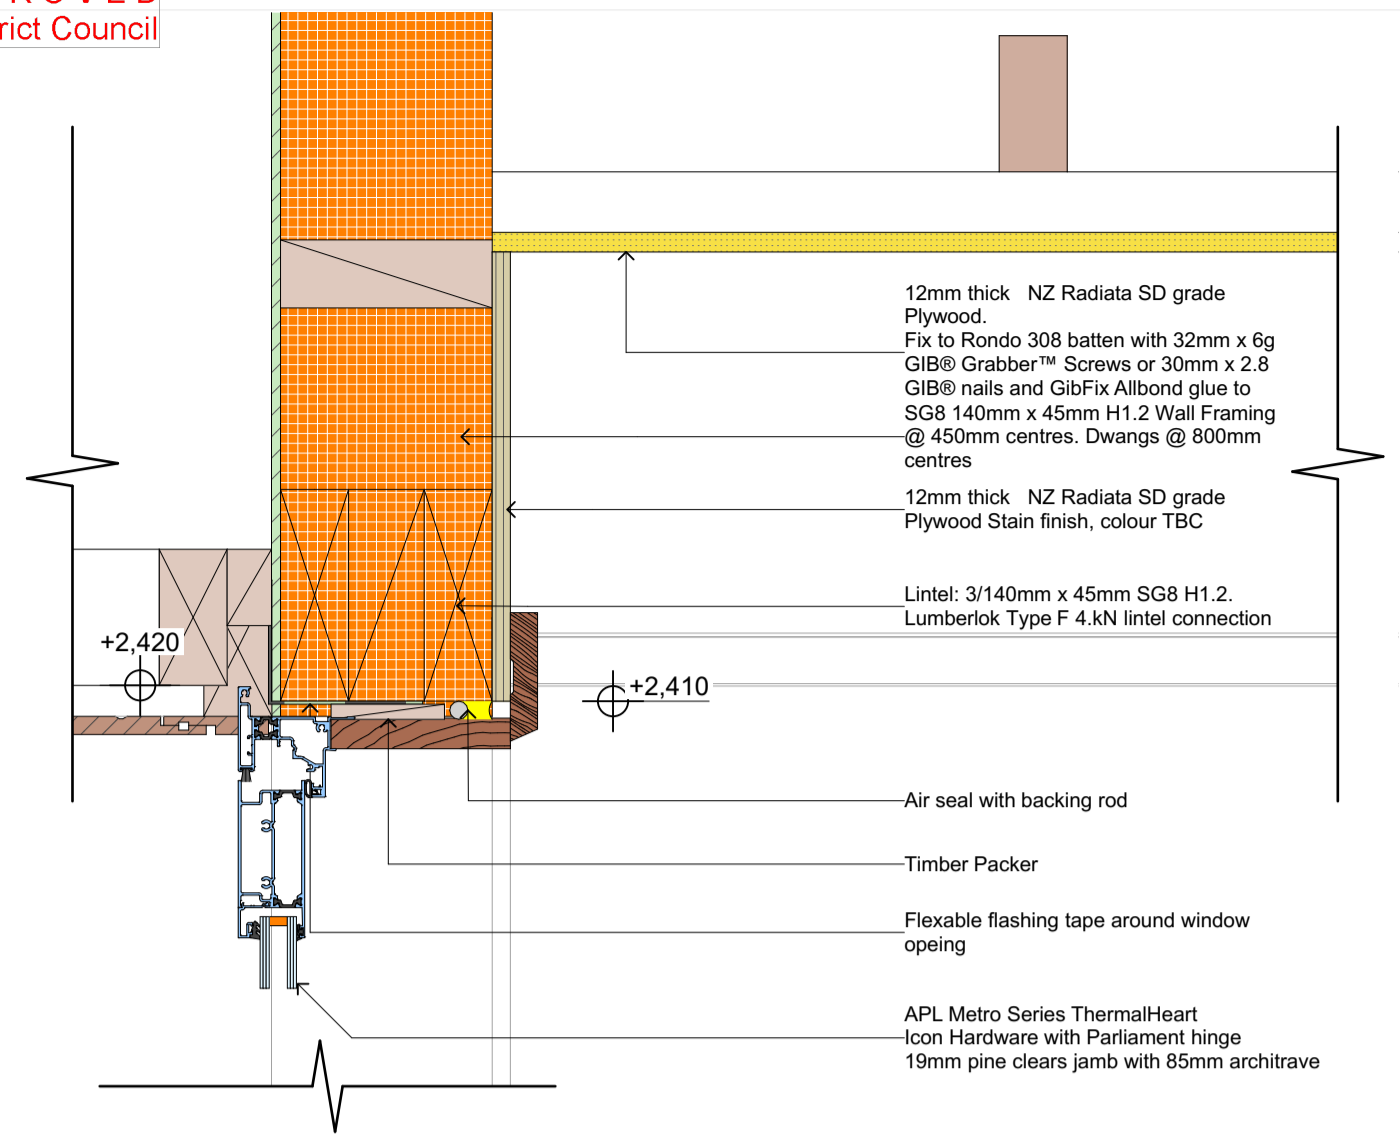 rict Council
12mm thick   NZ Radiata SD grade
Plywood.
Fix to Rondo 308 batten with 32mm x 6g
GIB® Grabber™ Screws or 30mm x 2.8
GIB® nails and GibFix Allbond glue to
SG8 140mm x 45mm H1.2 Wall Framing
@ 450mm centres. Dwangs @ 800mm
centres
12mm thick   NZ Radiata SD grade
Plywood Stain finish, colour TBC
Lintel: 3/140mm x 45mm SG8 H1.2.
Lumberlok Type F 4.kN lintel connection
+2,420
+2,410
Air seal with backing rod
Timber Packer
Flexable flashing tape around window
opeing
APL Metro Series ThermalHeart
Icon Hardware with Parliament hinge
19mm pine clears jamb with 85mm architrave